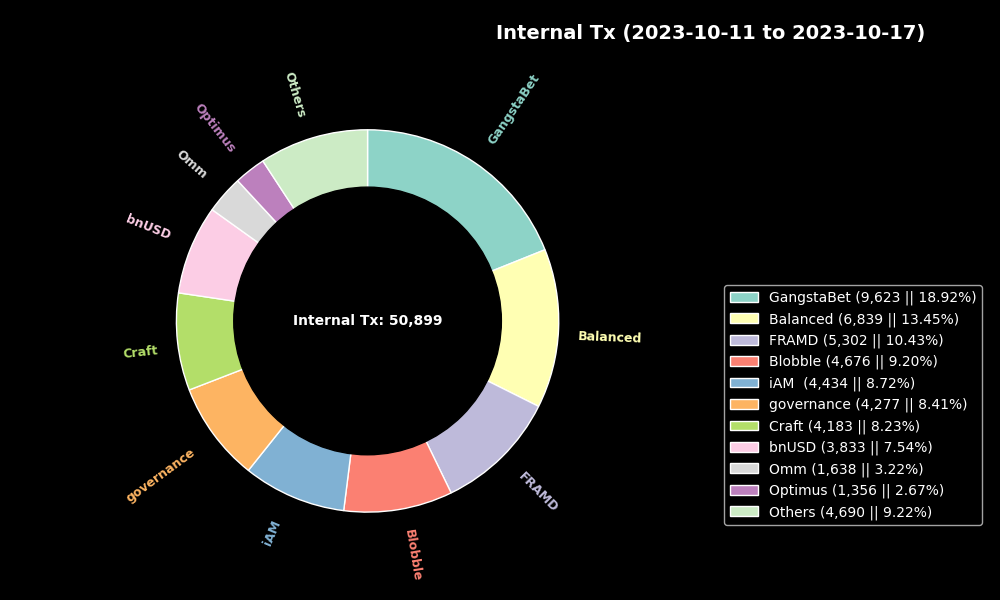 Internal Tx (2023-10-11 to 2023-10-17)
GangstaBet
Balanced
FRAMD
Blobble
iAM
governance
Craft
bnUSD
Omm
Optimus
Others
Internal Tx: 50,899
GangstaBet (9,623 || 18.92%)
Balanced (6,839 || 13.45%)
FRAMD (5,302 || 10.43%)
Blobble (4,676 || 9.20%)
iAM  (4,434 || 8.72%)
governance (4,277 || 8.41%)
Craft (4,183 || 8.23%)
bnUSD (3,833 || 7.54%)
Omm (1,638 || 3.22%)
Optimus (1,356 || 2.67%)
Others (4,690 || 9.22%)